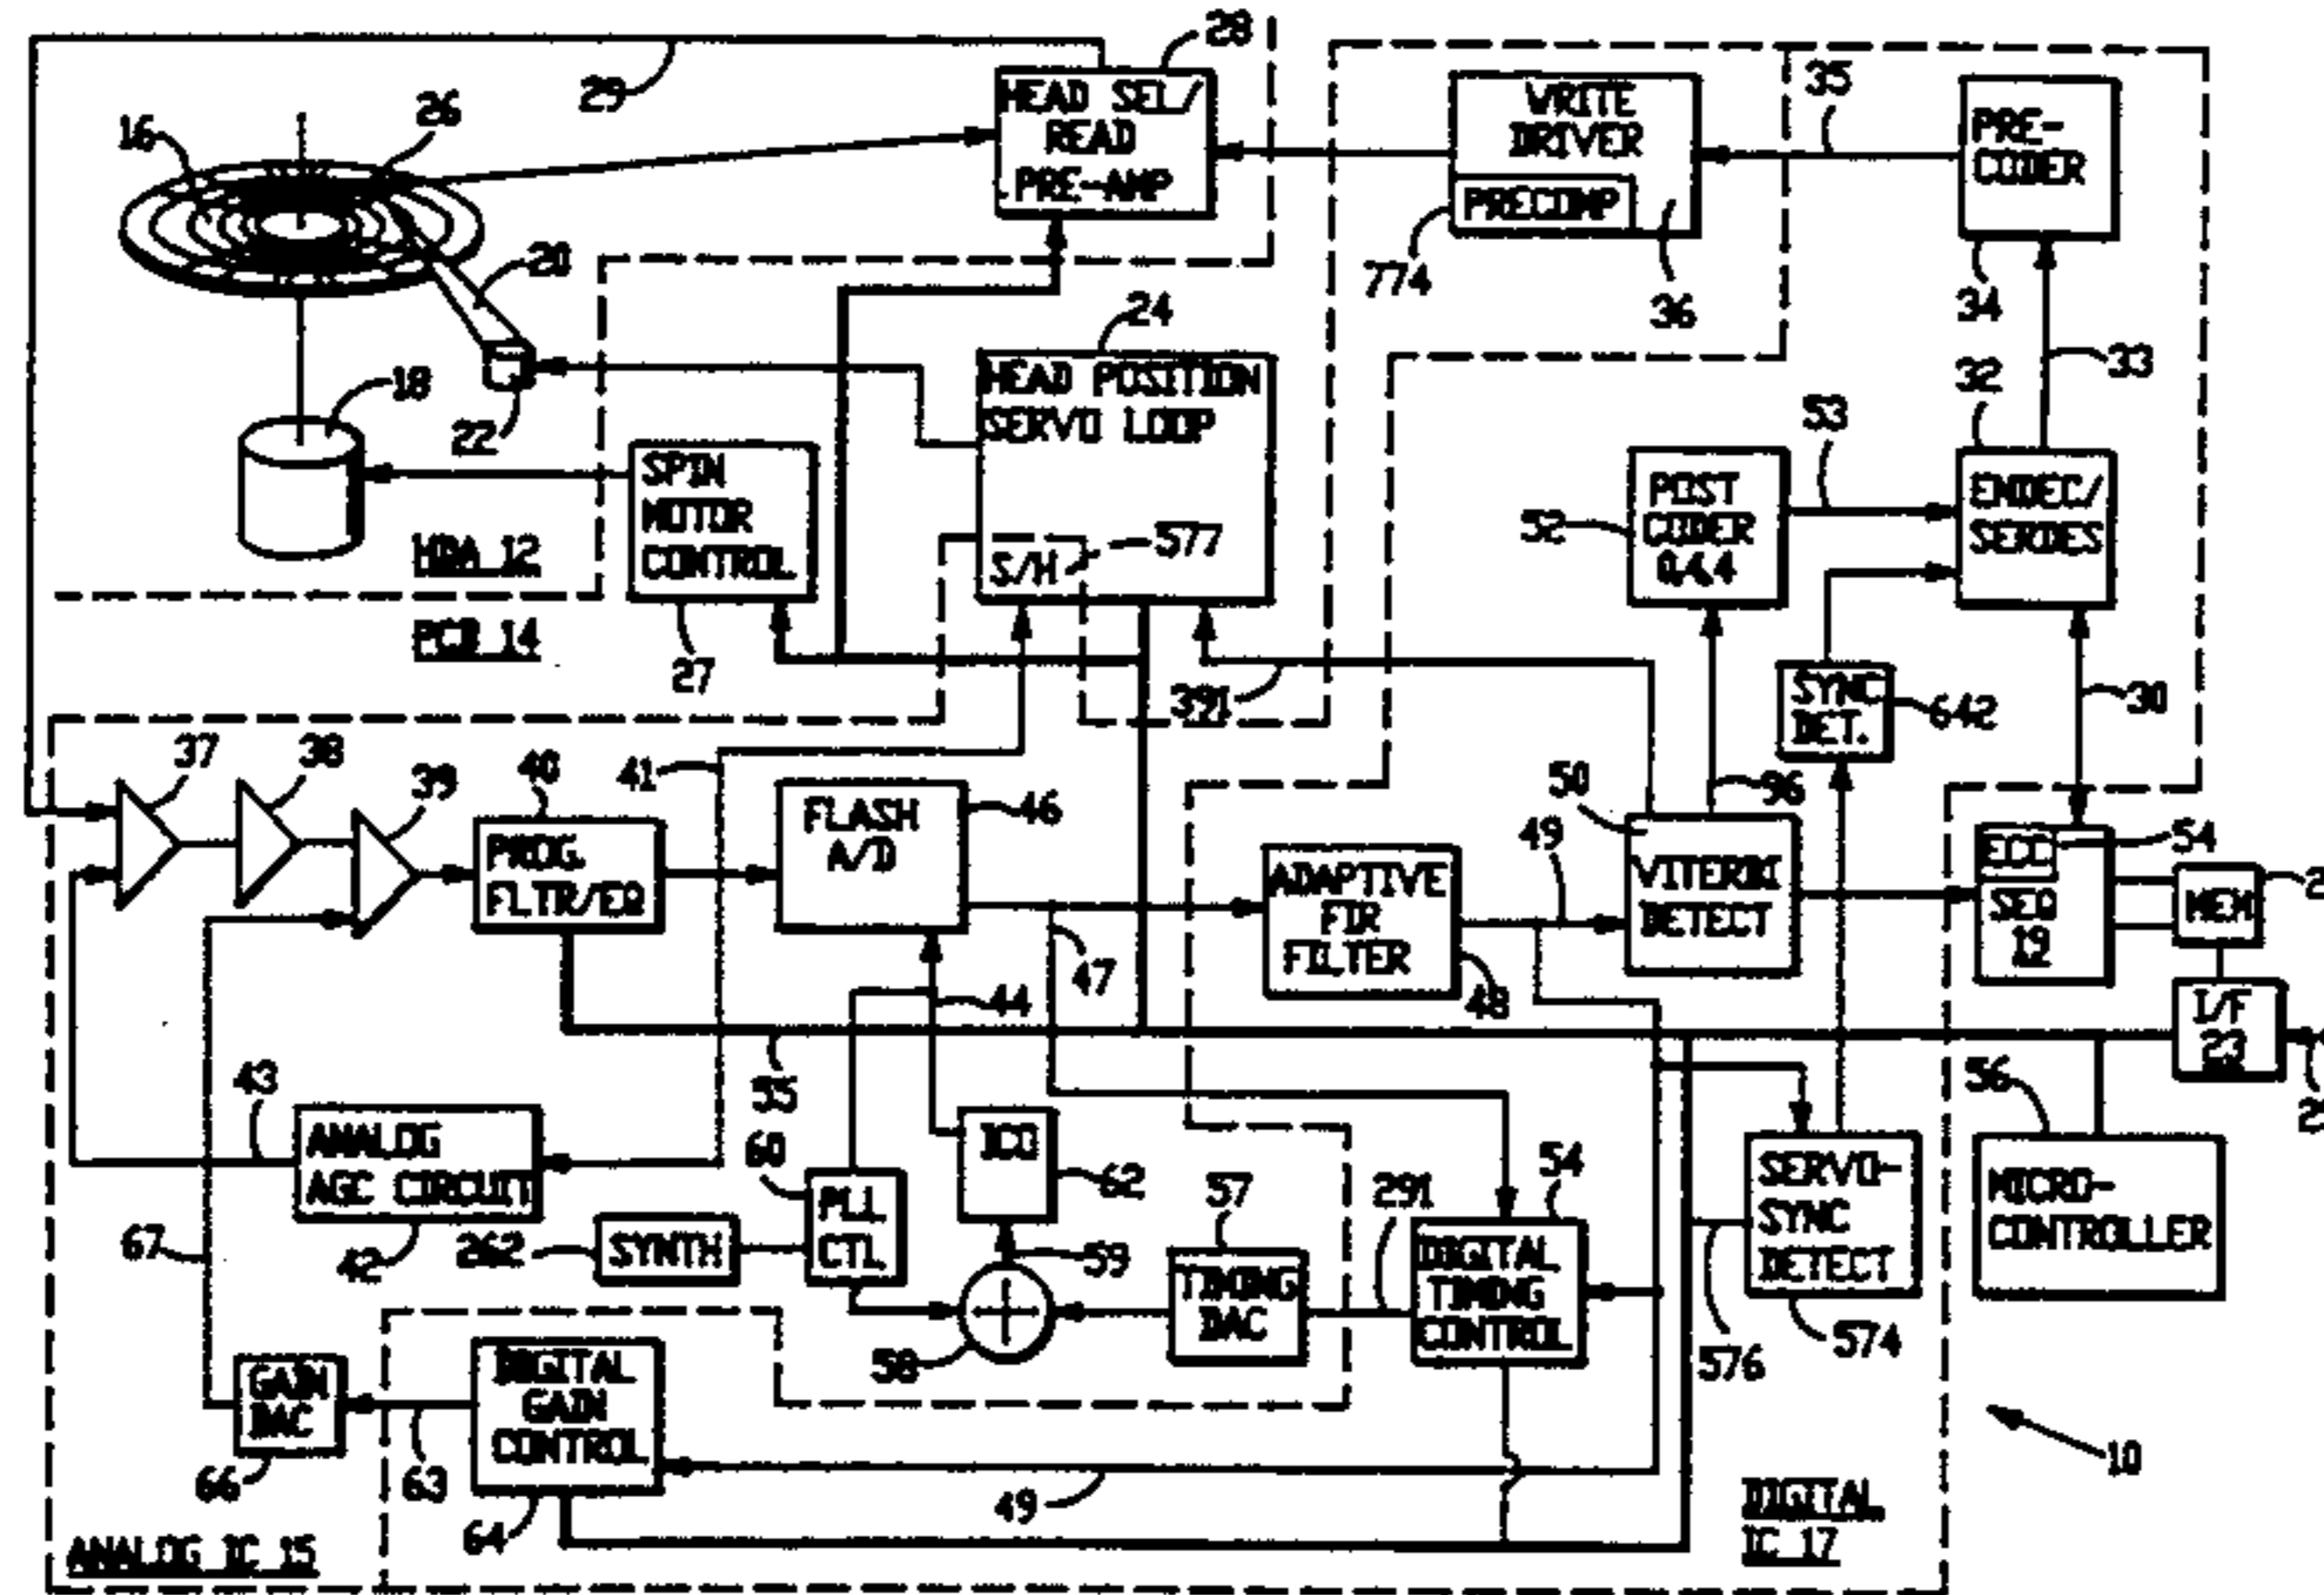 28
29
35
26
16
HEAD SEL/
READ
PRE-AMP
WRITE
DRIVER
PRECOMP
PRE-
CODER
774
36
34
20
24
33
32
18
22
HEAD POSITION
SERVO LOOP
S/H
577
SPIN
MOTOR
CONTROL
27
HDA 12
PCB 14
53
52
POST
CODER
ENDEC/
SERDES
391
SYNC
DET.
642
30
37
38
39
40
41
PROG.
FLTR/EQ
FLASH
A/D
46
50
96
49
ADAPTIVE
FIR
FILTER
48
VITERBI
DETECT
54
ECC
SEQ
19
MEM
I/F
23
47
44
55
43
56
ANALOG
AGC CIRCUIT
42
60
PLL
CTL
ICO
62
57
291
54
SERVO-
SYNC
DETECT
MICRO-
CONTROLLER
67
262
SYNTH
59
58
TIMING
DAC
DIGITAL
TIMING
CONTROL
576
574
GAIN
DAC
66
63
DIGITAL
GAIN
CONTROL
64
49
10
ANALOG IC 15
DIGITAL
IC 17